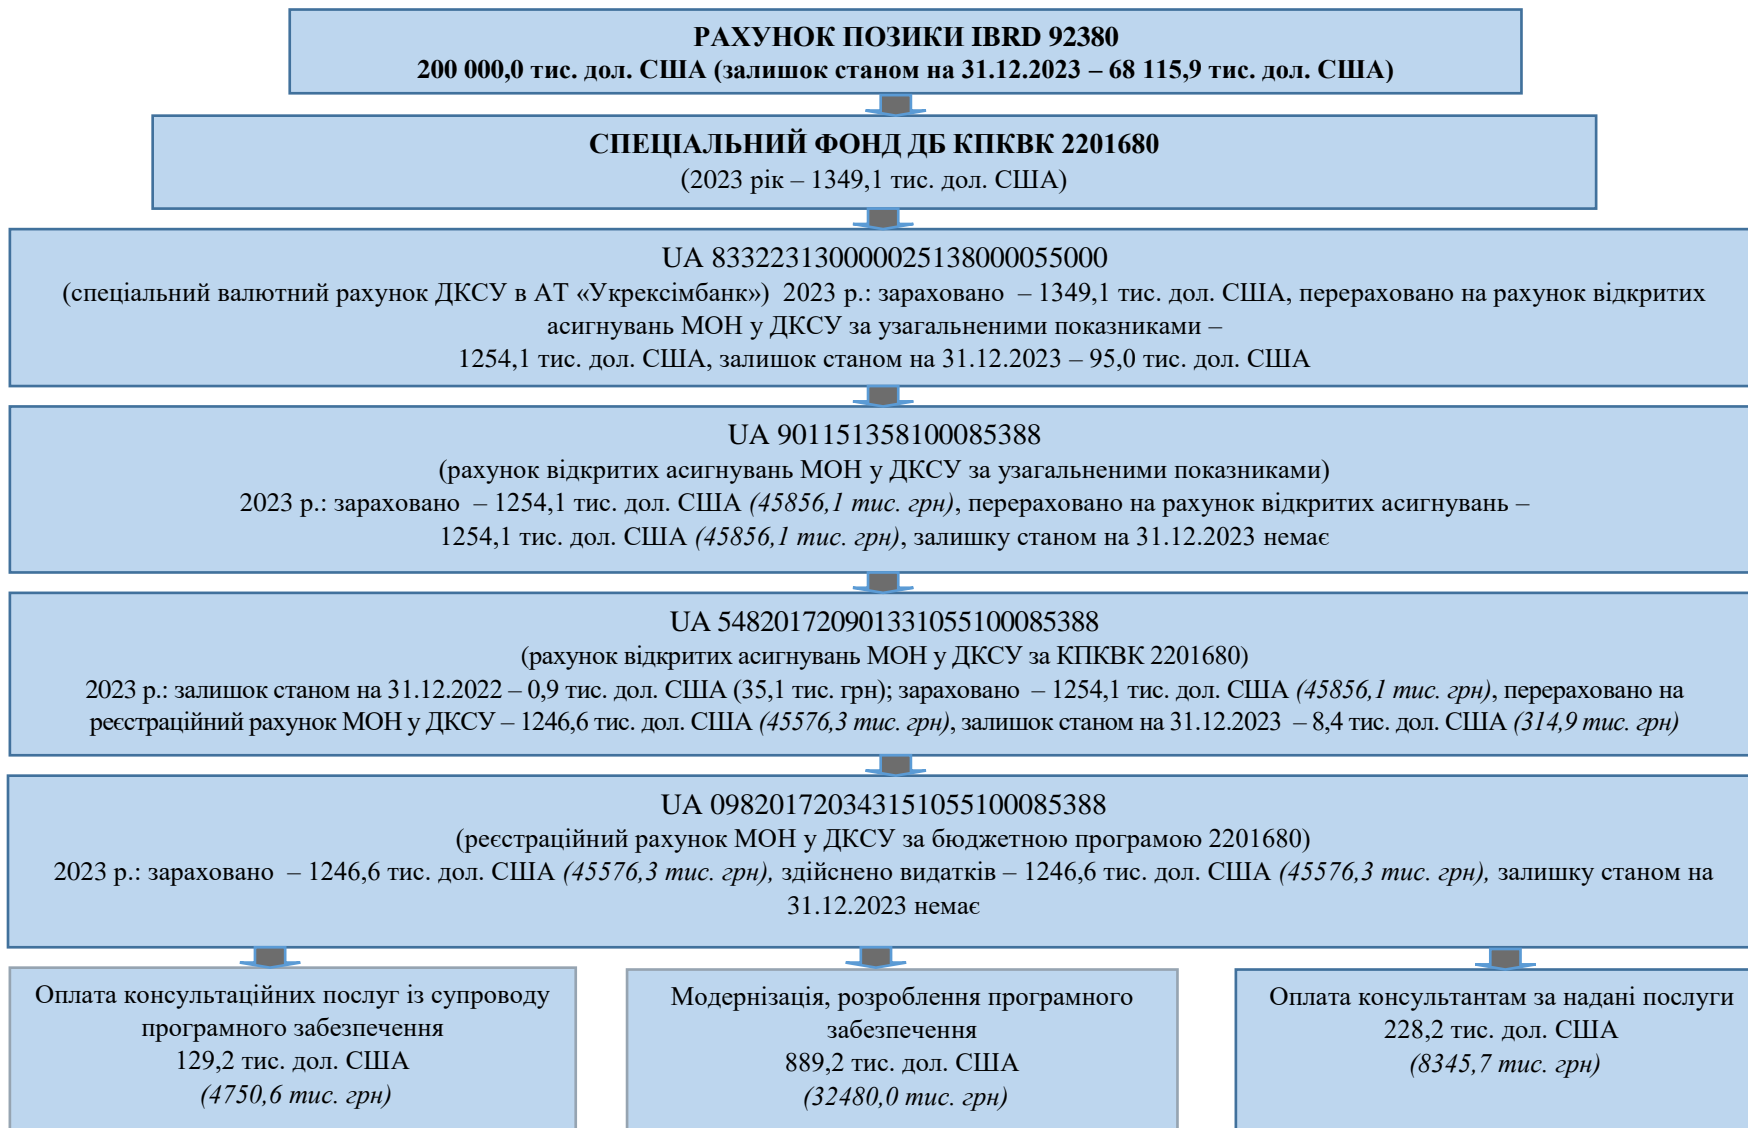 РАХУНОК ПОЗИКИ IBRD 92380
200 000,0 тис. дол. США (залишок станом на 31.12.2023 – 68 115,9 тис. дол. США)
СПЕЦІАЛЬНИЙ ФОНД ДБ КПКВК 2201680
(2023 рік – 1349,1 тис. дол. США)
UA 833223130000025138000055000
(спеціальний валютний рахунок ДКСУ в АТ «Укрексімбанк») 2023 р.: зараховано – 1349,1 тис. дол. США, перераховано на рахунок відкритих
асигнувань МОН у ДКСУ за узагальненими показниками –
1254,1 тис. дол. США, залишок станом на 31.12.2023 – 95,0 тис. дол. США
UA 901151358100085388
(рахунок відкритих асигнувань МОН у ДКСУ за узагальненими показниками)
2023 р.: зараховано – 1254,1 тис. дол. США (45856,1 тис. грн), перераховано на рахунок відкритих асигнувань –
1254,1 тис. дол. США (45856,1 тис. грн), залишку станом на 31.12.2023 немає
UA 548201720901331055100085388
(рахунок відкритих асигнувань МОН у ДКСУ за КПКВК 2201680)
2023 р.: залишок станом на 31.12.2022 – 0,9 тис. дол. США (35,1 тис. грн); зараховано – 1254,1 тис. дол. США (45856,1 тис. грн), перераховано на
реєстраційний рахунок МОН у ДКСУ – 1246,6 тис. дол. США (45576,3 тис. грн), залишок станом на 31.12.2023 – 8,4 тис. дол. США (314,9 тис. грн)
UA 098201720343151055100085388
(реєстраційний рахунок МОН у ДКСУ за бюджетною програмою 2201680)
2023 р.: зараховано – 1246,6 тис. дол. США (45576,3 тис. грн), здійснено видатків – 1246,6 тис. дол. США (45576,3 тис. грн), залишку станом на
31.12.2023 немає
Оплата консультаційних послуг із супроводу
програмного забезпечення
129,2 тис. дол. США
(4750,6 тис. грн)
Модернізація, розроблення програмного
забезпечення
889,2 тис. дол. США
(32480,0 тис. грн)
Оплата консультантам за надані послуги
228,2 тис. дол. США
(8345,7 тис. грн)